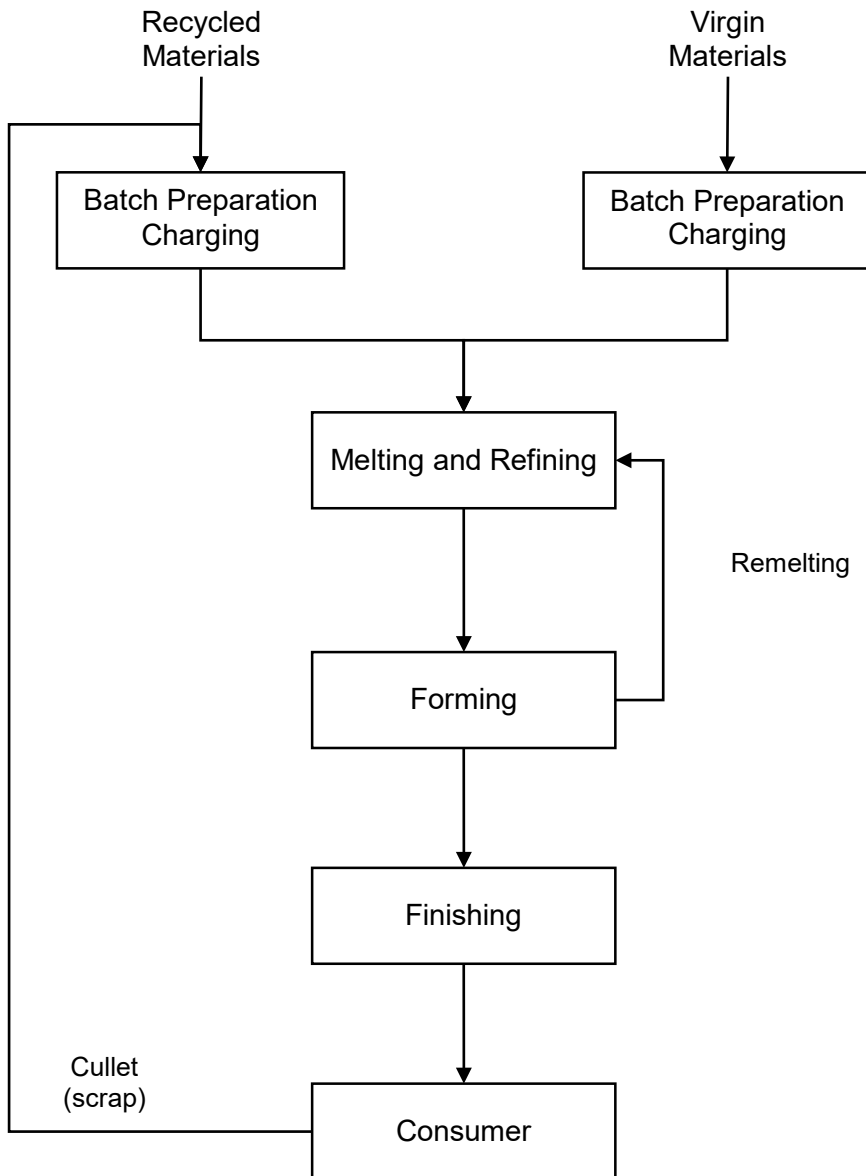 Recycled
Materials
Virgin
Materials
Batch Preparation
Charging
Batch Preparation
Charging
Melting and Refining
Remelting
Forming
Finishing
Cullet
(scrap)
Consumer